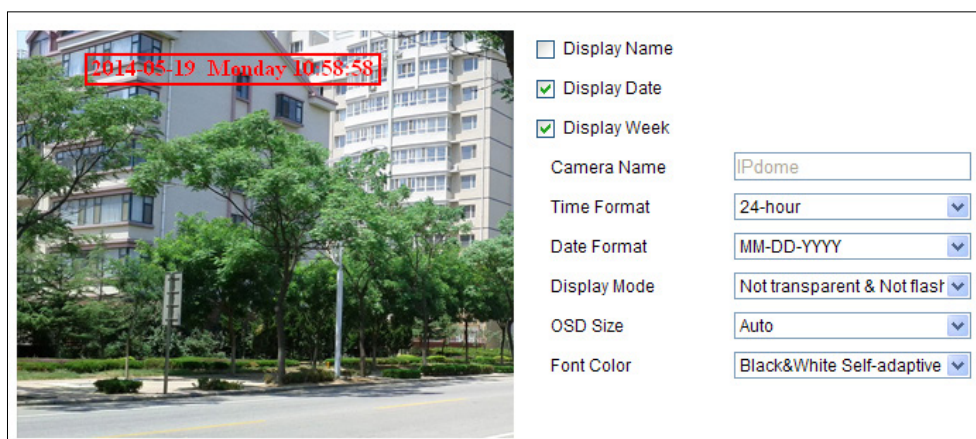 2014-05-19 Monday 10:58:58
Display Name
Display Date
Display Week
Camera Name IPdome
Time Format 24-hour
Date Format MM-DD-YYYY
Display Mode Not transparent & Not flash
OSD Size Auto
Font Color Black&White Self-adaptive